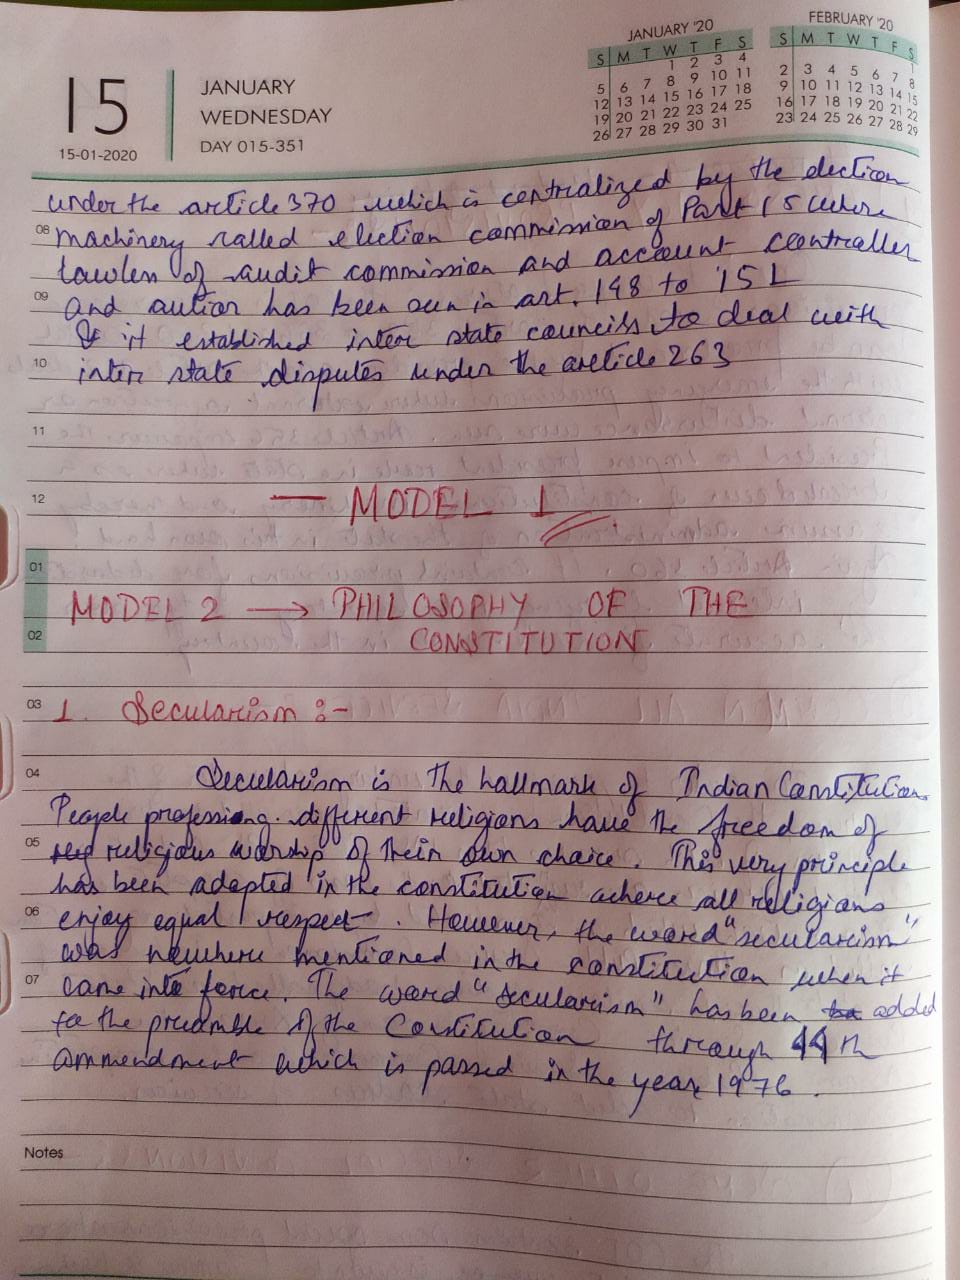 JANUARY '20
S M T W T F S
1 2 3 4
5 6 7 8 9 10 11
12 13 14 15 16 17 18
19 20 21 22 23 24 25
26 27 28 29 30 31
FEBRUARY '20
S M T W T F S
1
2 3 4 5 6 7 8
9 10 11 12 13 14 15
16 17 18 19 20 21 22
23 24 25 26 27 28 29
15
15-01-2020
JANUARY
WEDNESDAY
DAY 015-351
under the article 370 which is centrialized by the election
08 machinery called election commission of Part 15 where
of audit commission and account controller
09 and has been in art. 148 to 151
it established inter state councils to deal with
10 inter state disputes under the article 263
11
12 — MODEL 1
01
MODEL 2 → PHILOSOPHY OF THE
02 CONSTITUTION
03 1. Secularism :-
04 Secularism is the hallmark of Indian Constitution
People professing different religions have the freedom of
05 religious worship of their own choice. This very principle
has been adapted in the constitution where all religions
06 enjoy equal respect. However, the word "secularism"
was nowhere mentioned in the constitution when it
07 came into force. The word "secularism" has been added
to the preamble of the Constitution through 44th
ammendment which is passed in the year 1976.
Notes